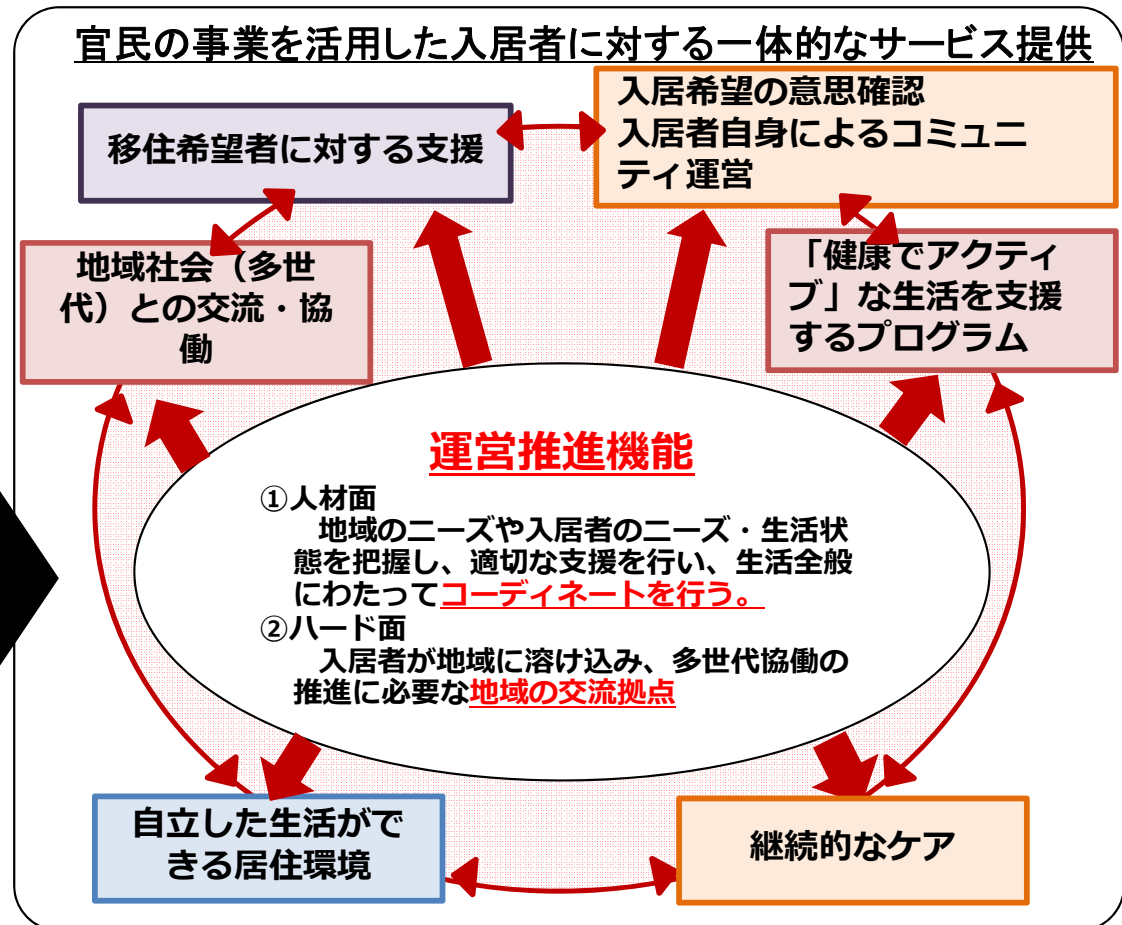 官民の事業を活用した入居者に対する一体的なサービス提供
移住希望者に対する支援
入居希望の意思確認
入居者自身によるコミュニ
ティ運営
地域社会（多世
代）との交流・協
働
「健康でアクティ
ブ」な生活を支援
するプログラム
運営推進機能
①人材面
地域のニーズや入居者のニーズ・生活状
態を把握し、適切な支援を行い、生活全般
にわたってコーディネートを行う。
②ハード面
入居者が地域に溶け込み、多世代協働の
推進に必要な地域の交流拠点
自立した生活がで
きる居住環境
継続的なケア